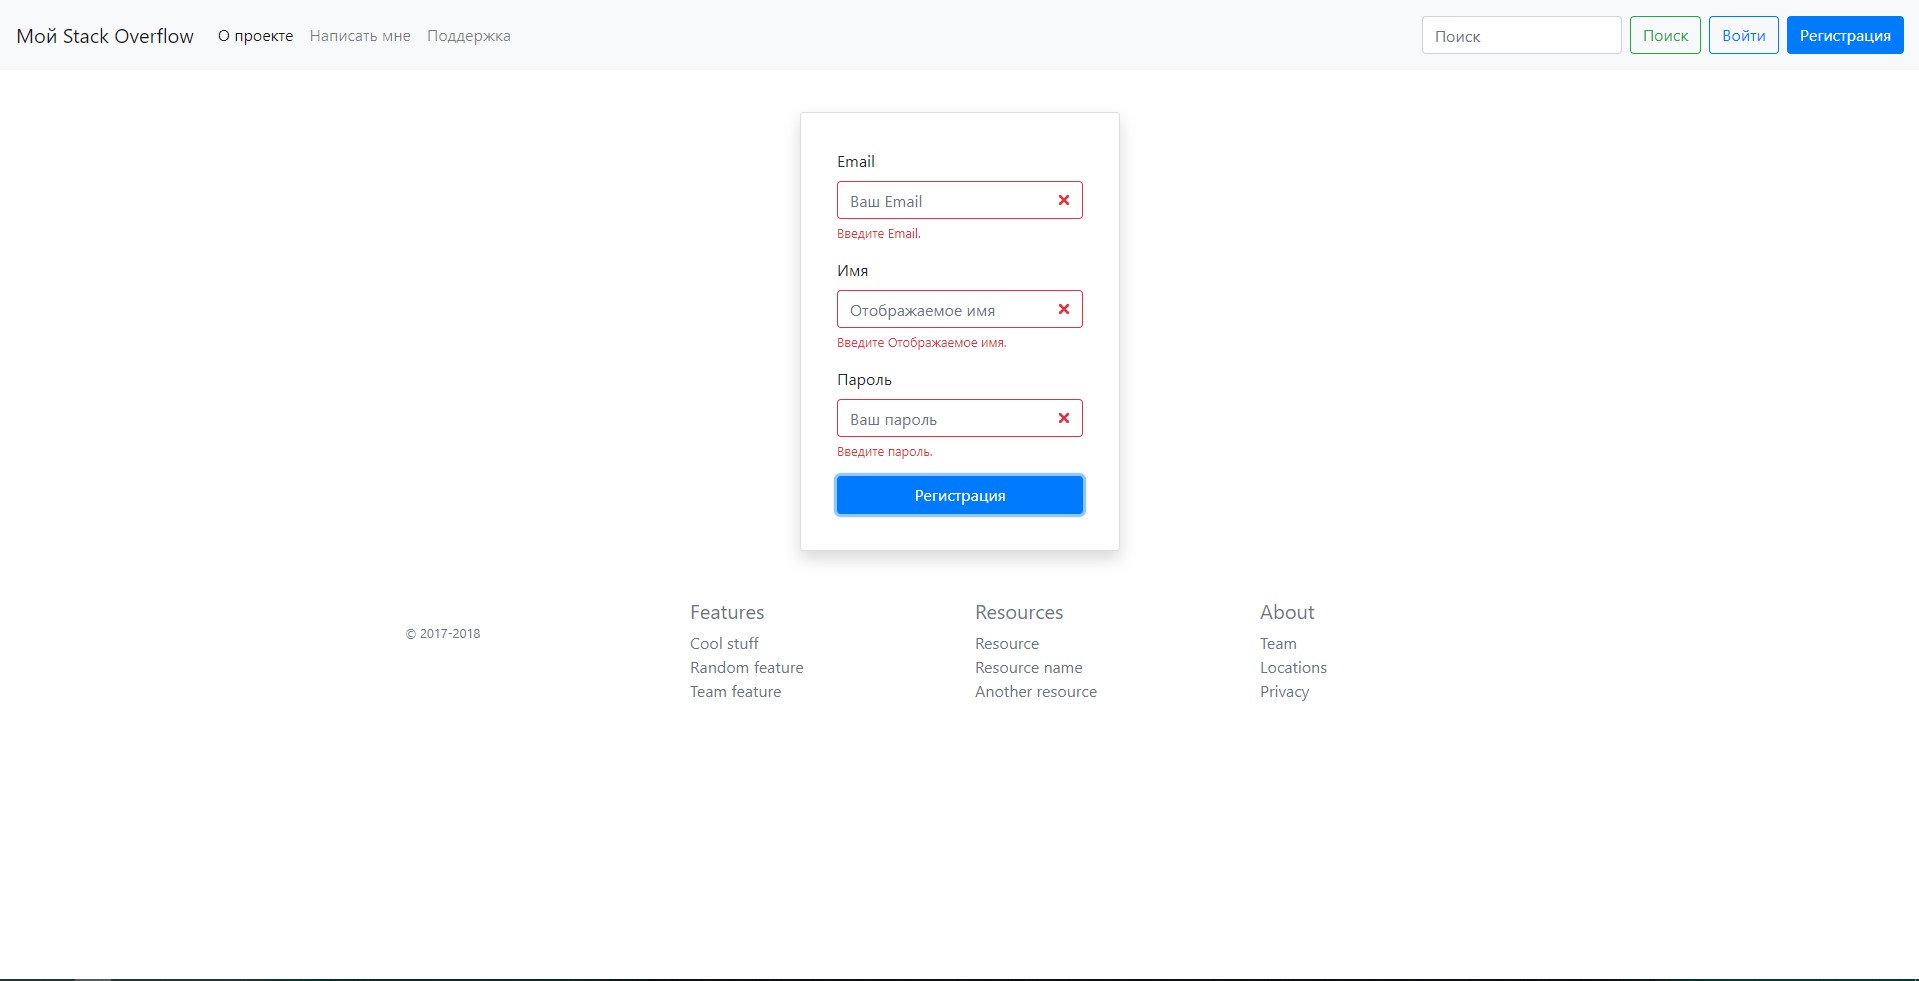 Мой Stack Overflow О проекте Написать мне Поддержка Поиск Поиск Войти Регистрация
Email
Ваш Email
Введите Email.
Имя
Отображаемое имя
Введите Отображаемое имя.
Пароль
Ваш пароль
Введите пароль.
Регистрация
© 2017-2018
Features
Cool stuff
Random feature
Team feature
Resources
Resource
Resource name
Another resource
About
Team
Locations
Privacy